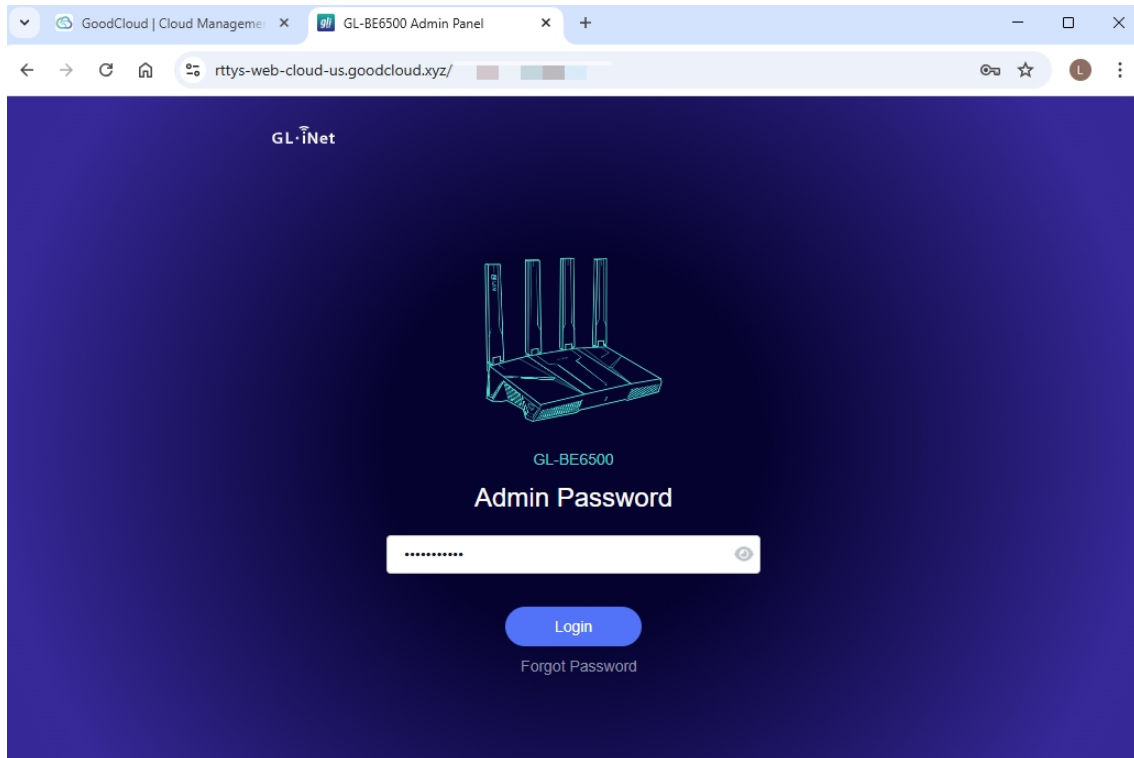 GoodCloud | Cloud Manageme
GL-BE6500 Admin Panel
rttys-web-cloud-us.goodcloud.xyz/
L
GL·iNet
GL-BE6500
Admin Password
•••••••••••
Login
Forgot Password